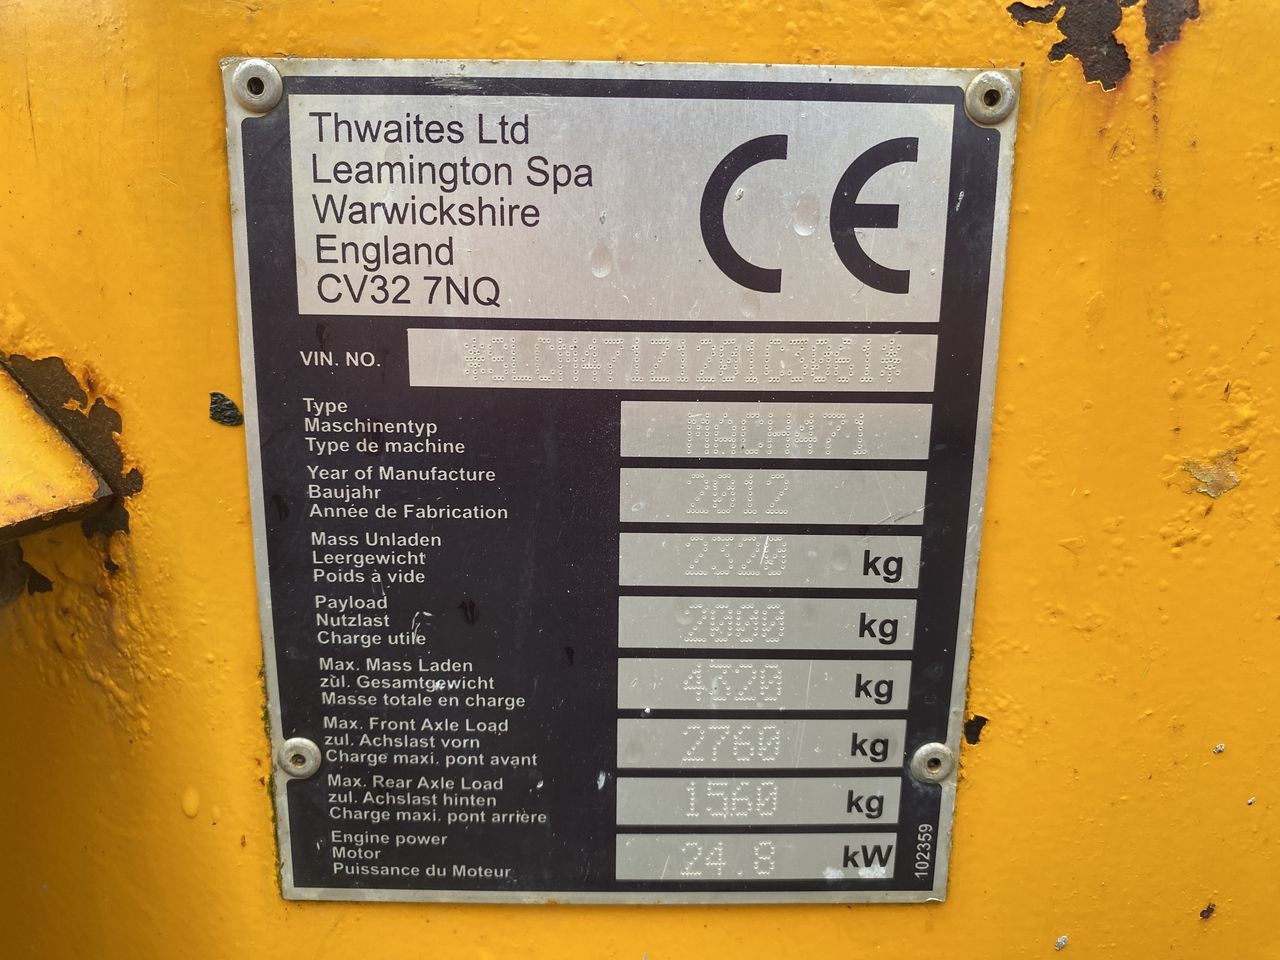 Thwaites Ltd
Leamington Spa
Warwickshire
England
CV32 7NQ
CE
VIN. NO.
Type
Maschinentyp
Type de machine
MACH471
Year of Manufacture
Baujahr
Année de Fabrication
2012
Mass Unladen
Leergewicht
Poids à vide
2320 kg
Payload
Nutzlast
Charge utile
2000 kg
Max. Mass Laden
zül. Gesamtgewicht
Masse totale en charge
4320 kg
Max. Front Axle Load
zul. Achslast vorn
Charge maxi. pont avant
2760 kg
Max. Rear Axle Load
zul. Achslast hinten
Charge maxi. pont arrière
1560 kg
Engine power
Motor
Puissance du Moteur
24.8 kW
102359